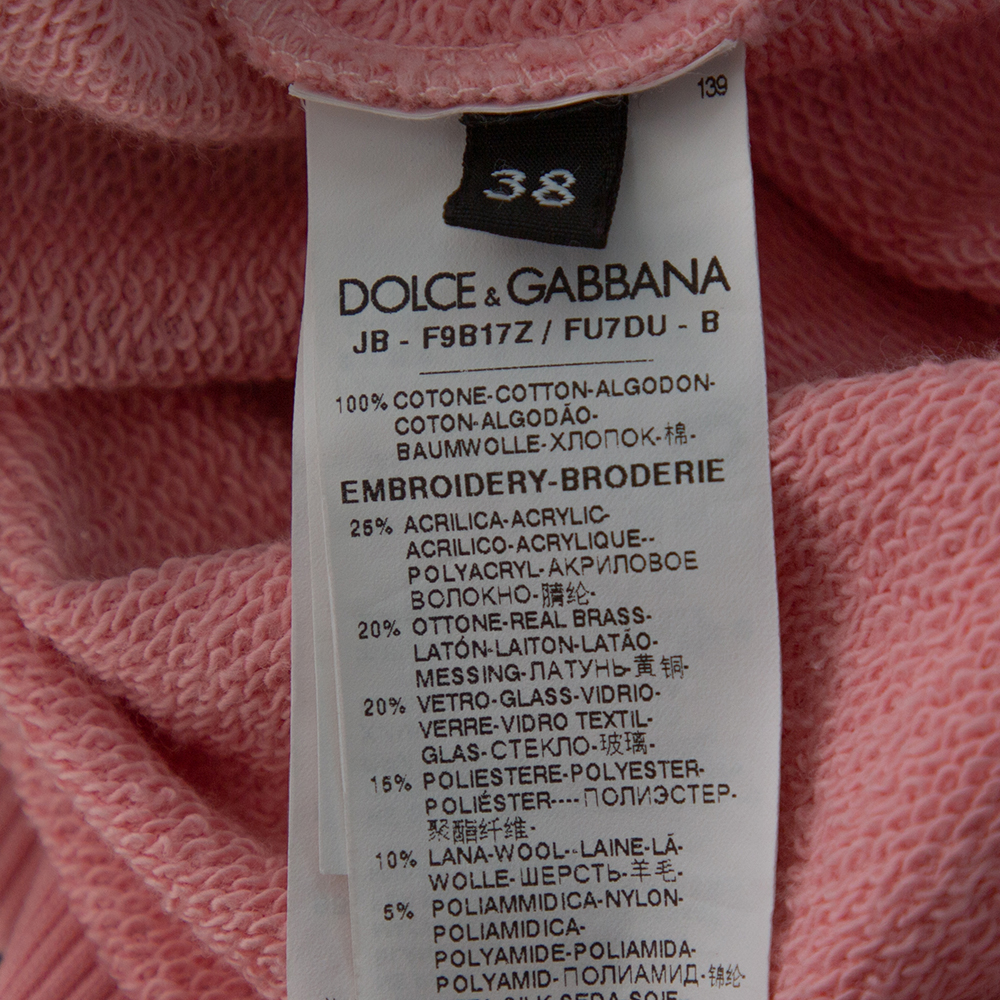 139
38
DOLCE & GABBANA
JB - F9B17Z / FU7DU - B
100% COTONE-COTTON-ALGODON-
COTON-ALGODÃO-
BAUMWOLLE-ХЛОПОК-棉-
EMBROIDERY-BRODERIE
25% ACRILICA-ACRYLIC-
ACRILICO-ACRYLIQUE--
POLYACRYL-АКРИЛОВОЕ
ВОЛОКНО-腈纶-
20% OTTONE-REAL BRASS-
LATÓN-LAITON-LATÃO-
MESSING-ЛАТУНЬ-黄铜-
20% VETRO-GLASS-VIDRIO-
VERRE-VIDRO TEXTIL-
GLAS-СТЕКЛО-玻璃-
15% POLIESTERE-POLYESTER-
POLIÉSTER----ПОЛИЭСТЕР-
聚酯纤维-
10% LANA-WOOL--LAINE-LÃ-
WOLLE-ШЕРСТЬ-羊毛-
5% POLIAMMIDICA-NYLON-
POLIAMIDICA-
POLYAMIDE-POLIAMIDA-
POLYAMID-ПОЛИАМИД-锦纶-
SILK-SEDA-SOIE-